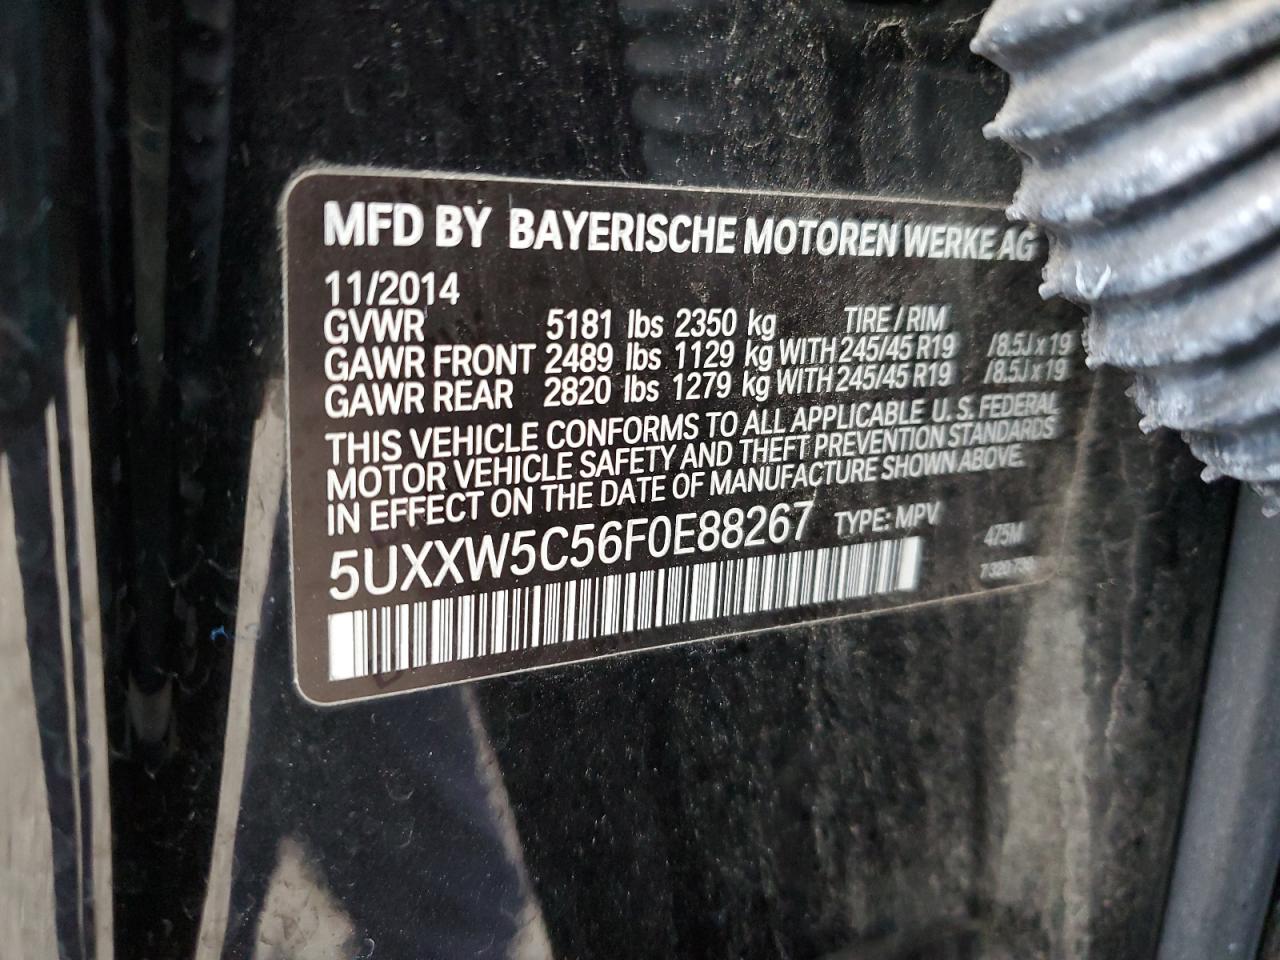 MFD BY BAYERISCHE MOTOREN WERKE AG
11/2014
GVWR 5181 lbs 2350 kg TIRE / RIM
GAWR FRONT 2489 lbs 1129 kg WITH 245/45 R19 /8.5J x 19
GAWR REAR 2820 lbs 1279 kg WITH 245/45 R19 /8.5J x 19
THIS VEHICLE CONFORMS TO ALL APPLICABLE U. S. FEDERAL
MOTOR VEHICLE SAFETY AND THEFT PREVENTION STANDARDS
IN EFFECT ON THE DATE OF MANUFACTURE SHOWN ABOVE.
5UXXW5C56F0E88267 TYPE: MPV
475M